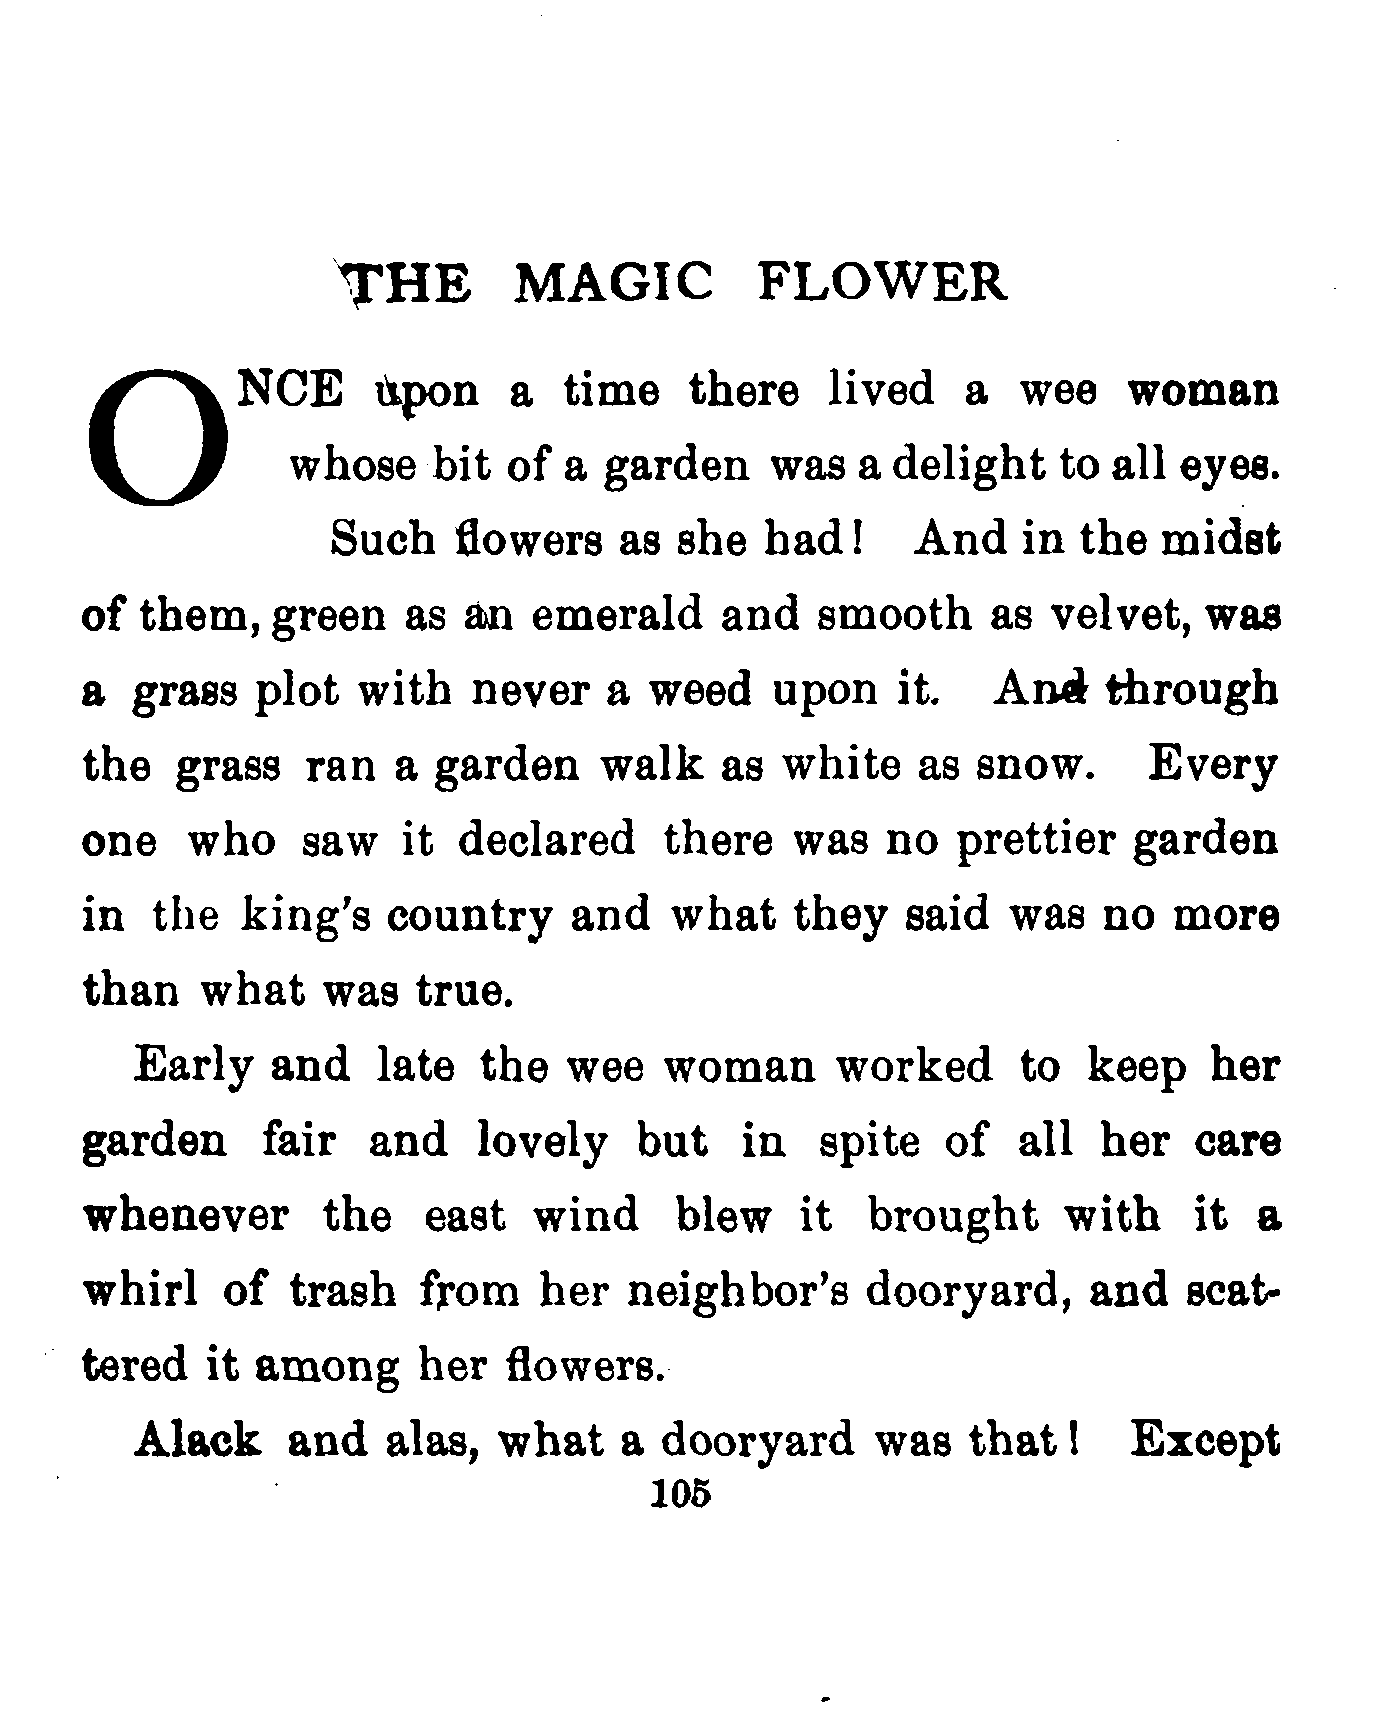 THE MAGIC FLOWER
ONCE upon a time there lived a wee woman
whose bit of a garden was a delight to all eyes.
Such flowers as she had! And in the midst
of them, green as an emerald and smooth as velvet, was
a grass plot with never a weed upon it. And through
the grass ran a garden walk as white as snow. Every
one who saw it declared there was no prettier garden
in the king's country and what they said was no more
than what was true.
Early and late the wee woman worked to keep her
garden fair and lovely but in spite of all her care
whenever the east wind blew it brought with it a
whirl of trash from her neighbor's dooryard, and scat-
tered it among her flowers.
Alack and alas, what a dooryard was that! Except
105